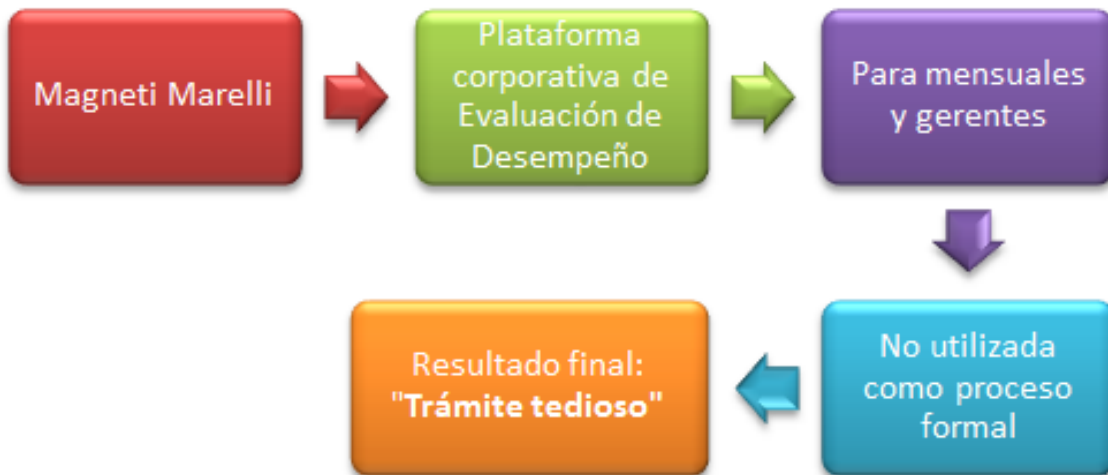 Magneti Marelli
Plataforma
corporativa de
Evaluación de
Desempeño
Para mensuales
y gerentes
No utilizada
como proceso
formal
Resultado final:
"Trámite tedioso"